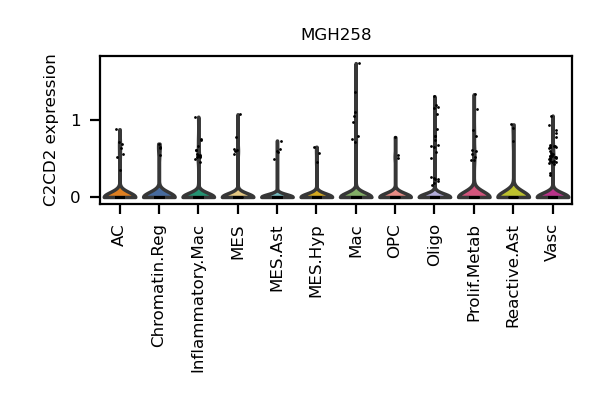 MGH258
C2CD2 expression
1
0
AC
Chromatin.Reg
Inflammatory.Mac
MES
MES.Ast
MES.Hyp
Mac
OPC
Oligo
Prolif.Metab
Reactive.Ast
Vasc